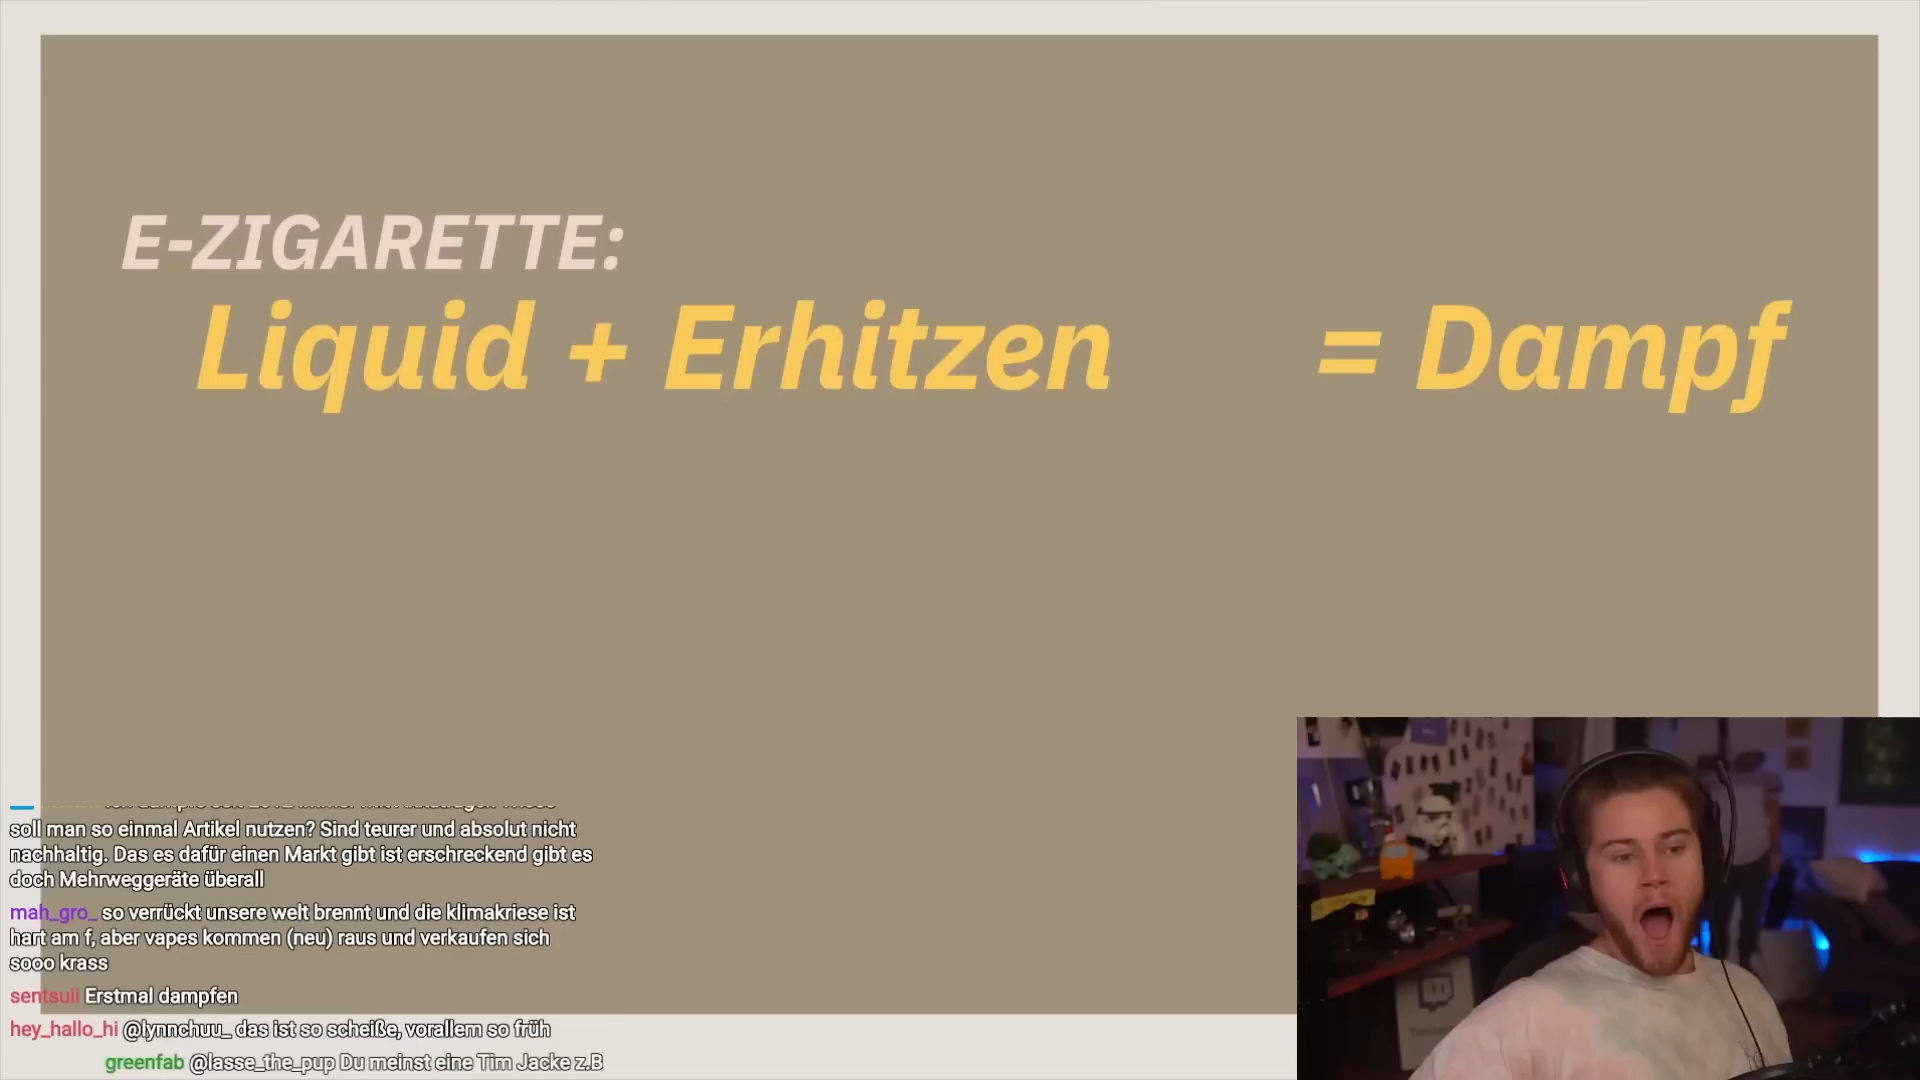 E-ZIGARETTE:
Liquid + Erhitzen = Dampf
soll man so einmal Artikel nutzen? Sind teurer und absolut nicht
nachhaltig. Das es dafür einen Markt gibt ist erschreckend gibt es
doch Mehrweggeräte überall
mah_gro_ so verrückt unsere welt brennt und die klimakriese ist
hart am f, aber vapes kommen (neu) raus und verkaufen sich
sooo krass
sentsuii Erstmal dampfen
hey_hallo_hi @lynnchuu_ das ist so scheiße, vorallem so früh
greenfab @lasse_the_pup Du meinst eine Tim Jacke z.B